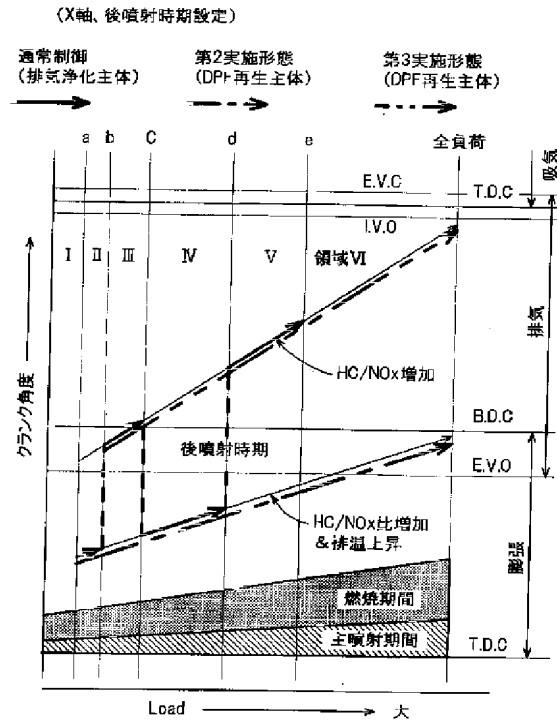 (X軸、後噴射時期設定)
通常制御
(排気浄化主体)
第2実施形態
(DPF再生主体)
第3実施形態
(DPF再生主体)
a b C d e 全負荷
吸気
E.V.C
T.D.C
I.V.O
I Ⅱ Ⅲ Ⅳ Ⅴ 領域Ⅵ
クランク角度
排気
HC/NOx増加
B.D.C
後噴射時期
E.V.O
HC/NOx比増加
&排温上昇
膨張
燃焼期間
主噴射期間
T.D.C
Load 大